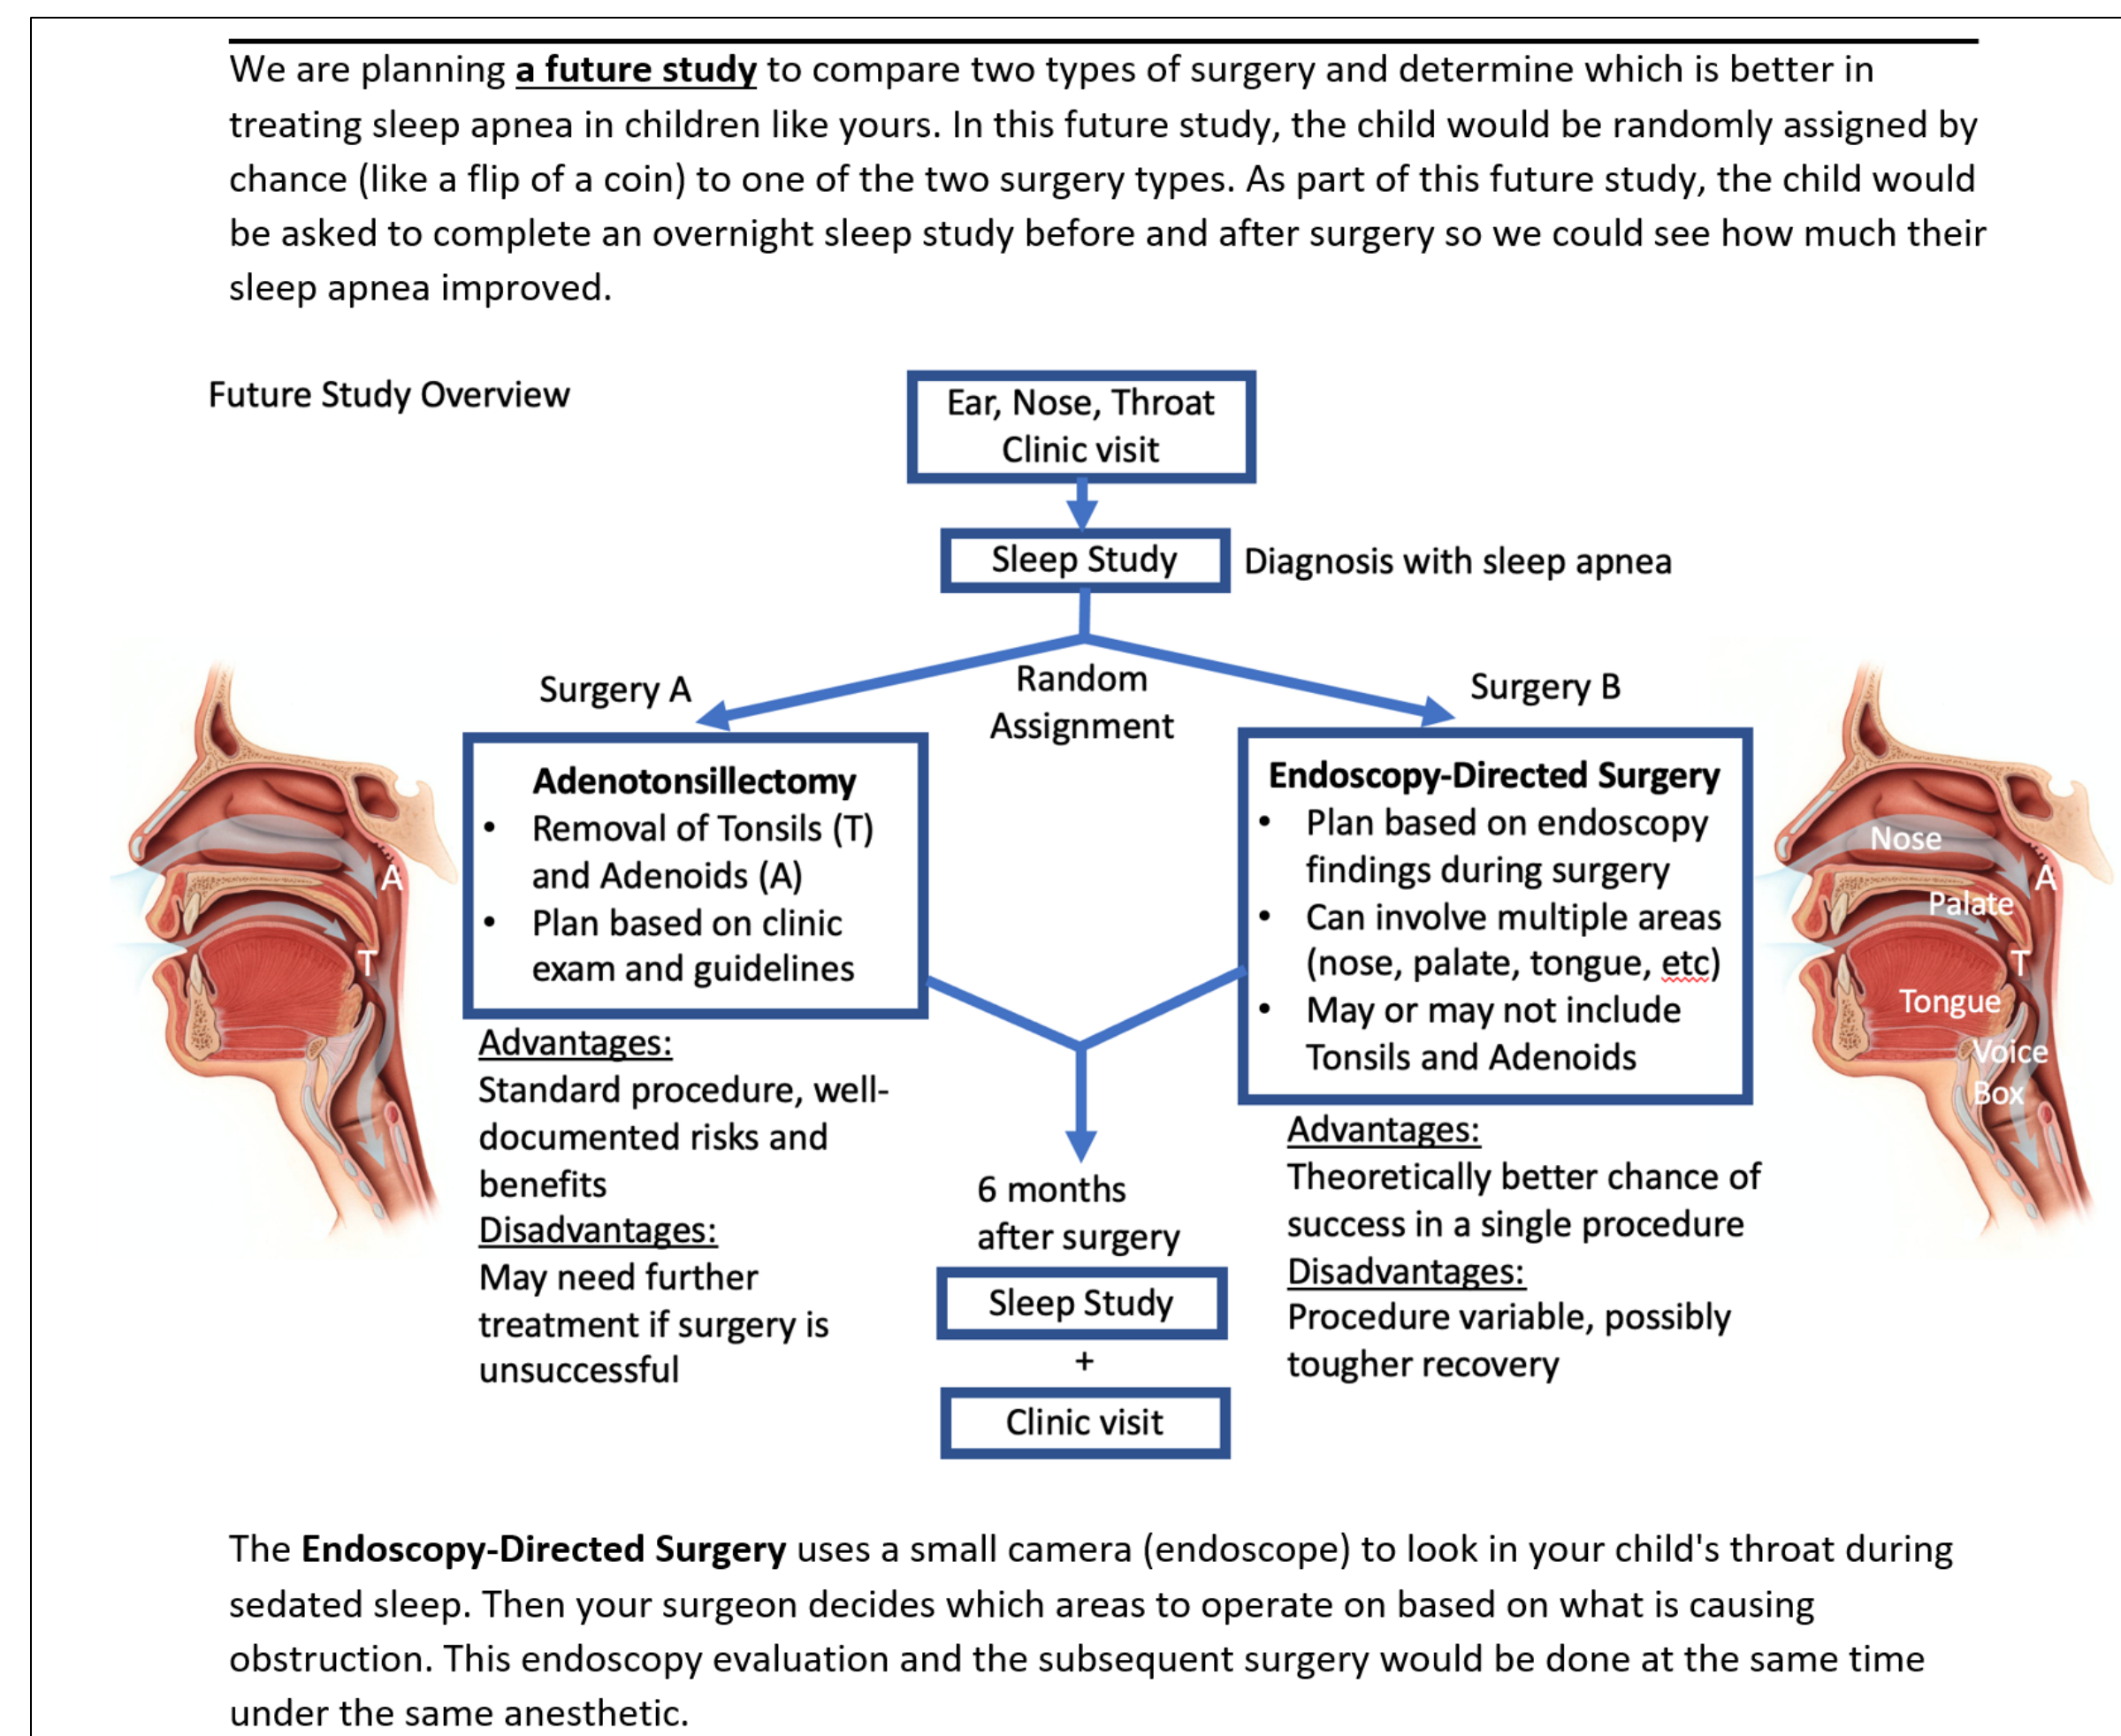 We are planning a future study to compare two types of surgery and determine which is better in
treating sleep apnea in children like yours. In this future study, the child would be randomly assigned by
chance (like a flip of a coin) to one of the two surgery types. As part of this future study, the child would
be asked to complete an overnight sleep study before and after surgery so we could see how much their
sleep apnea improved.
Future Study Overview
Ear, Nose, Throat
Clinic visit
Sleep Study
Diagnosis with sleep apnea
Random
Assignment
Surgery A
Adenotonsillectomy
• Removal of Tonsils (T)
and Adenoids (A)
• Plan based on clinic
exam and guidelines
Advantages:
Standard procedure, well-
documented risks and
benefits
Disadvantages:
May need further
treatment if surgery is
unsuccessful
A
T
Surgery B
Endoscopy-Directed Surgery
• Plan based on endoscopy
findings during surgery
• Can involve multiple areas
(nose, palate, tongue, etc)
• May or may not include
Tonsils and Adenoids
Advantages:
Theoretically better chance of
success in a single procedure
Disadvantages:
Procedure variable, possibly
tougher recovery
Nose
A
Palate
T
Tongue
Voice
Box
6 months
after surgery
Sleep Study
+
Clinic visit
The Endoscopy-Directed Surgery uses a small camera (endoscope) to look in your child's throat during
sedated sleep. Then your surgeon decides which areas to operate on based on what is causing
obstruction. This endoscopy evaluation and the subsequent surgery would be done at the same time
under the same anesthetic.